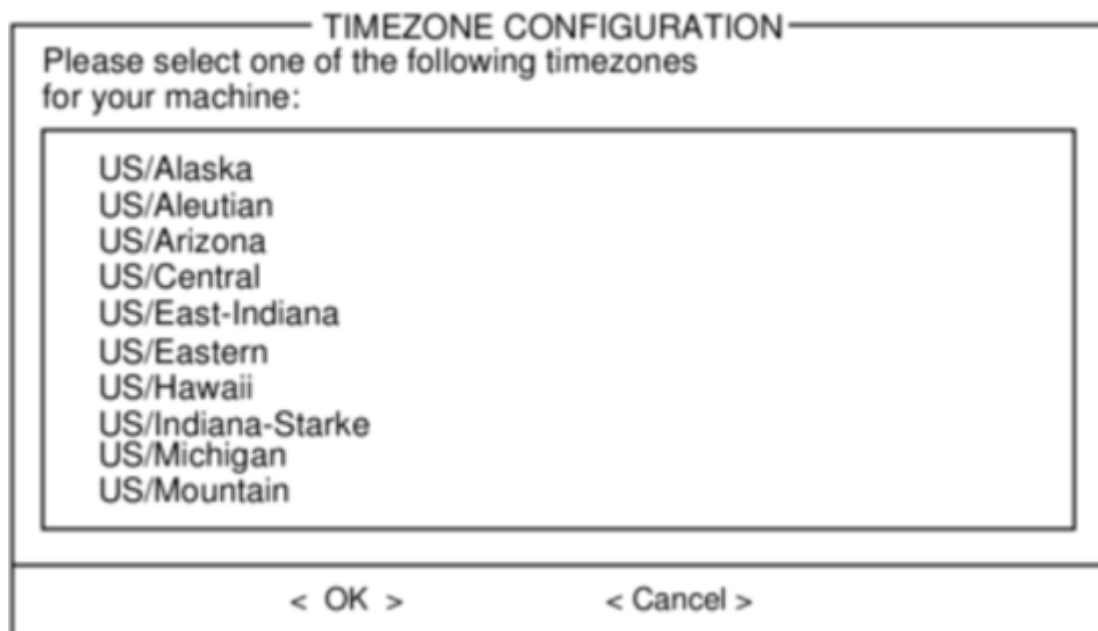 TIMEZONE CONFIGURATION
Please select one of the following timezones
for your machine:
US/Alaska
US/Aleutian
US/Arizona
US/Central
US/East-Indiana
US/Eastern
US/Hawaii
US/Indiana-Starke
US/Michigan
US/Mountain
< OK > < Cancel >